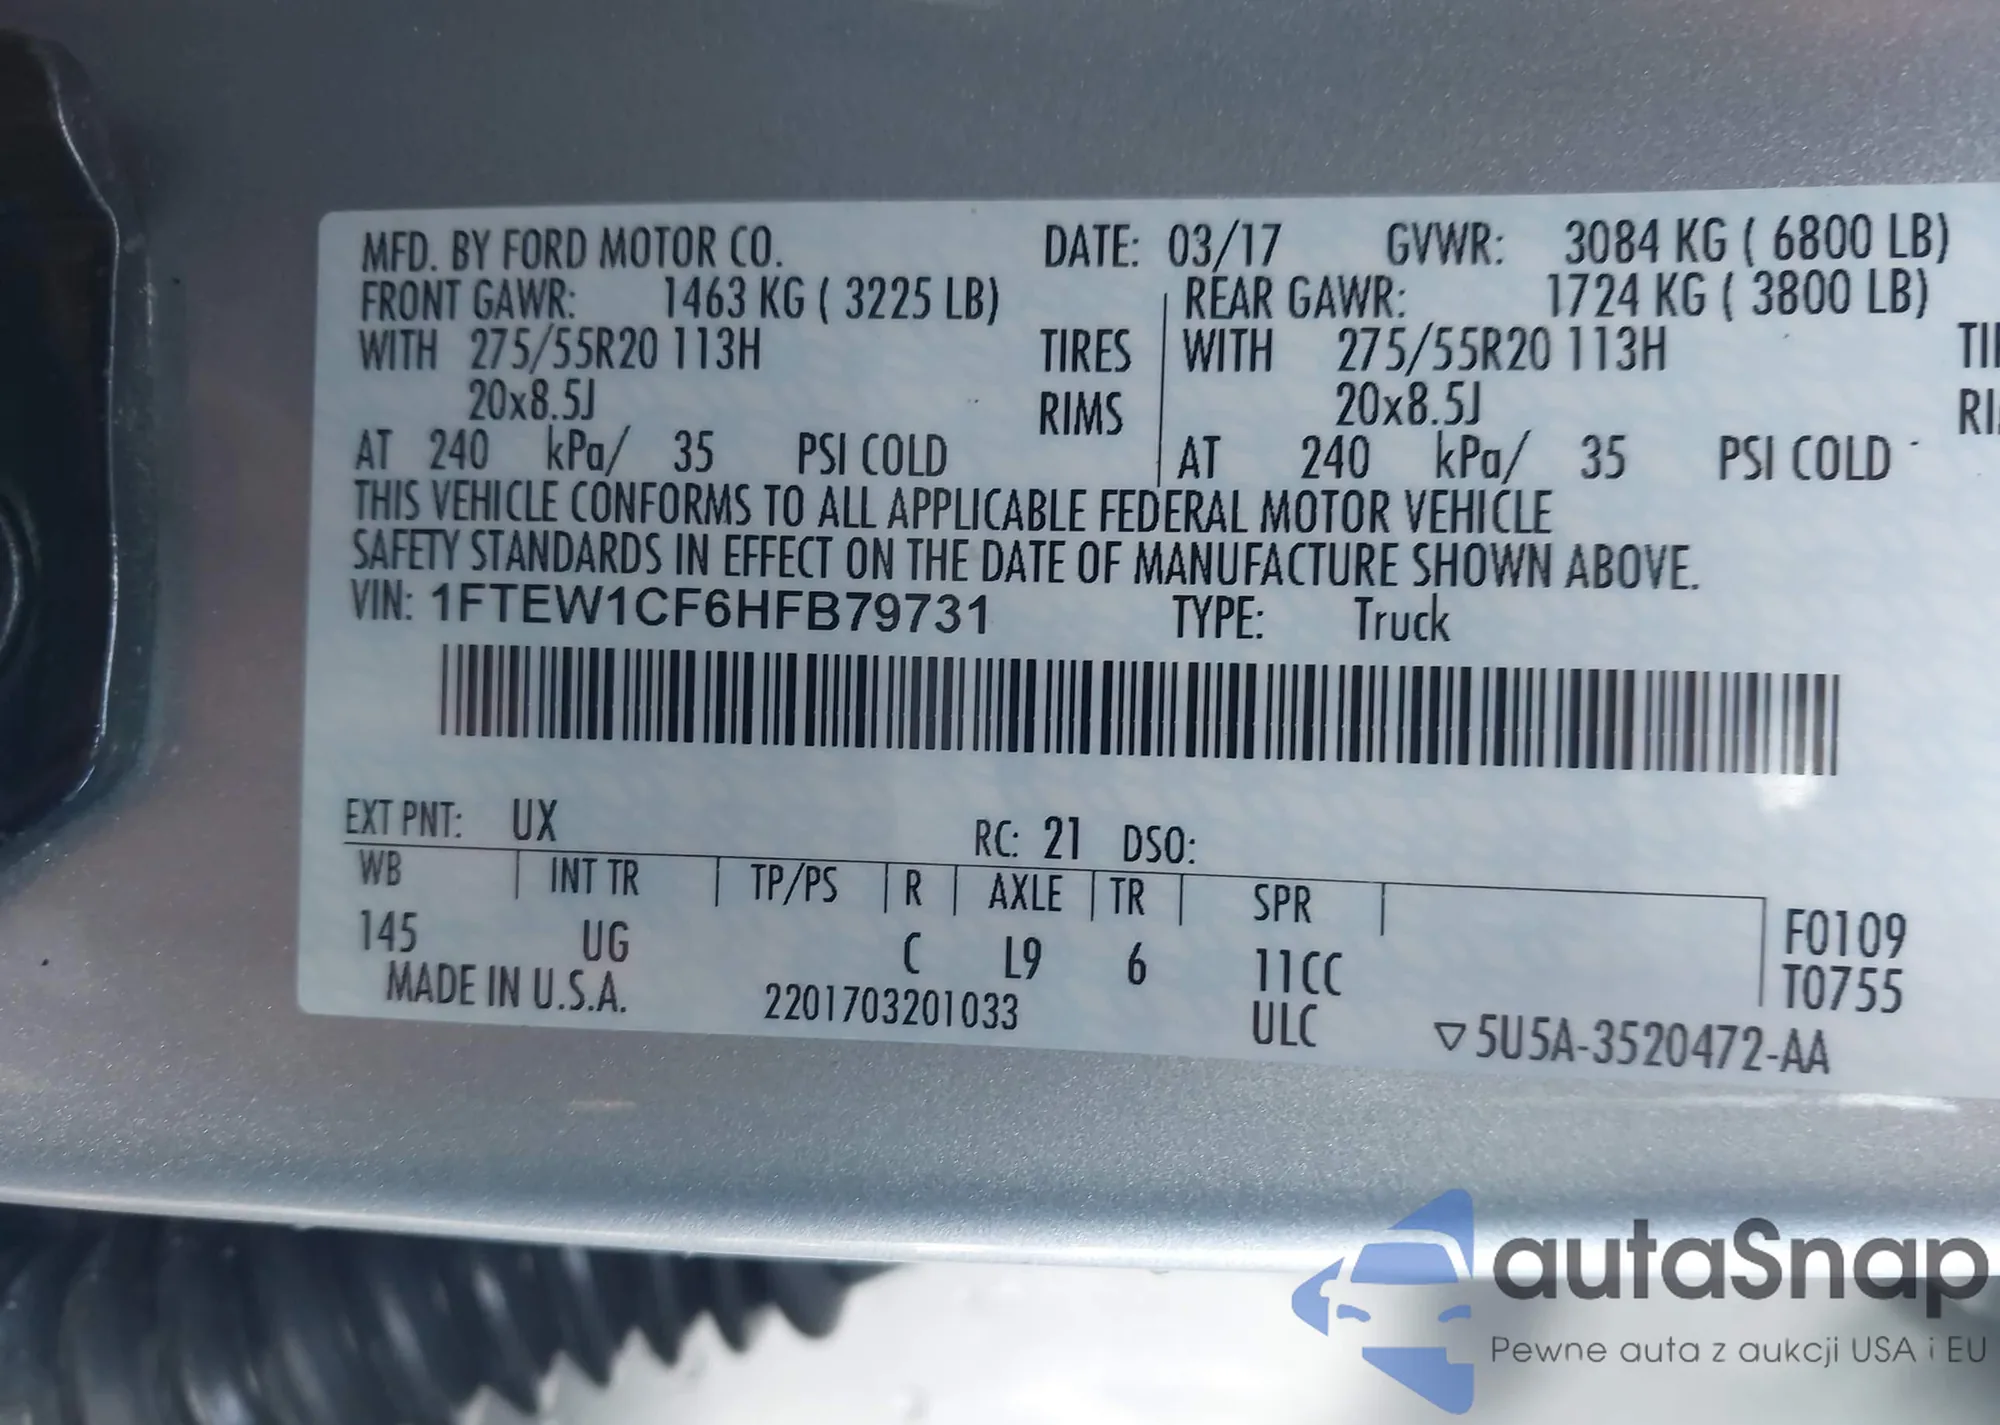 MFD. BY FORD MOTOR CO. DATE: 03/17 GVWR: 3084 KG ( 6800 LB)
FRONT GAWR: 1463 KG ( 3225 LB) REAR GAWR: 1724 KG ( 3800 LB)
WITH 275/55R20 113H TIRES WITH 275/55R20 113H
20x8.5J RIMS 20x8.5J
AT 240 kPa/ 35 PSI COLD AT 240 kPa/ 35 PSI COLD
THIS VEHICLE CONFORMS TO ALL APPLICABLE FEDERAL MOTOR VEHICLE
SAFETY STANDARDS IN EFFECT ON THE DATE OF MANUFACTURE SHOWN ABOVE.
VIN: 1FTEW1CF6HFB79731 TYPE: Truck
EXT PNT: UX RC: 21 DSO:
WB INT TR TP/PS R AXLE TR SPR
145 UG C L9 6 11CC F0109
MADE IN U.S.A. 2201703201033 ULC T0755
▽5U5A-3520472-AA
autaSnap
Pewne auta z aukcji USA i EU